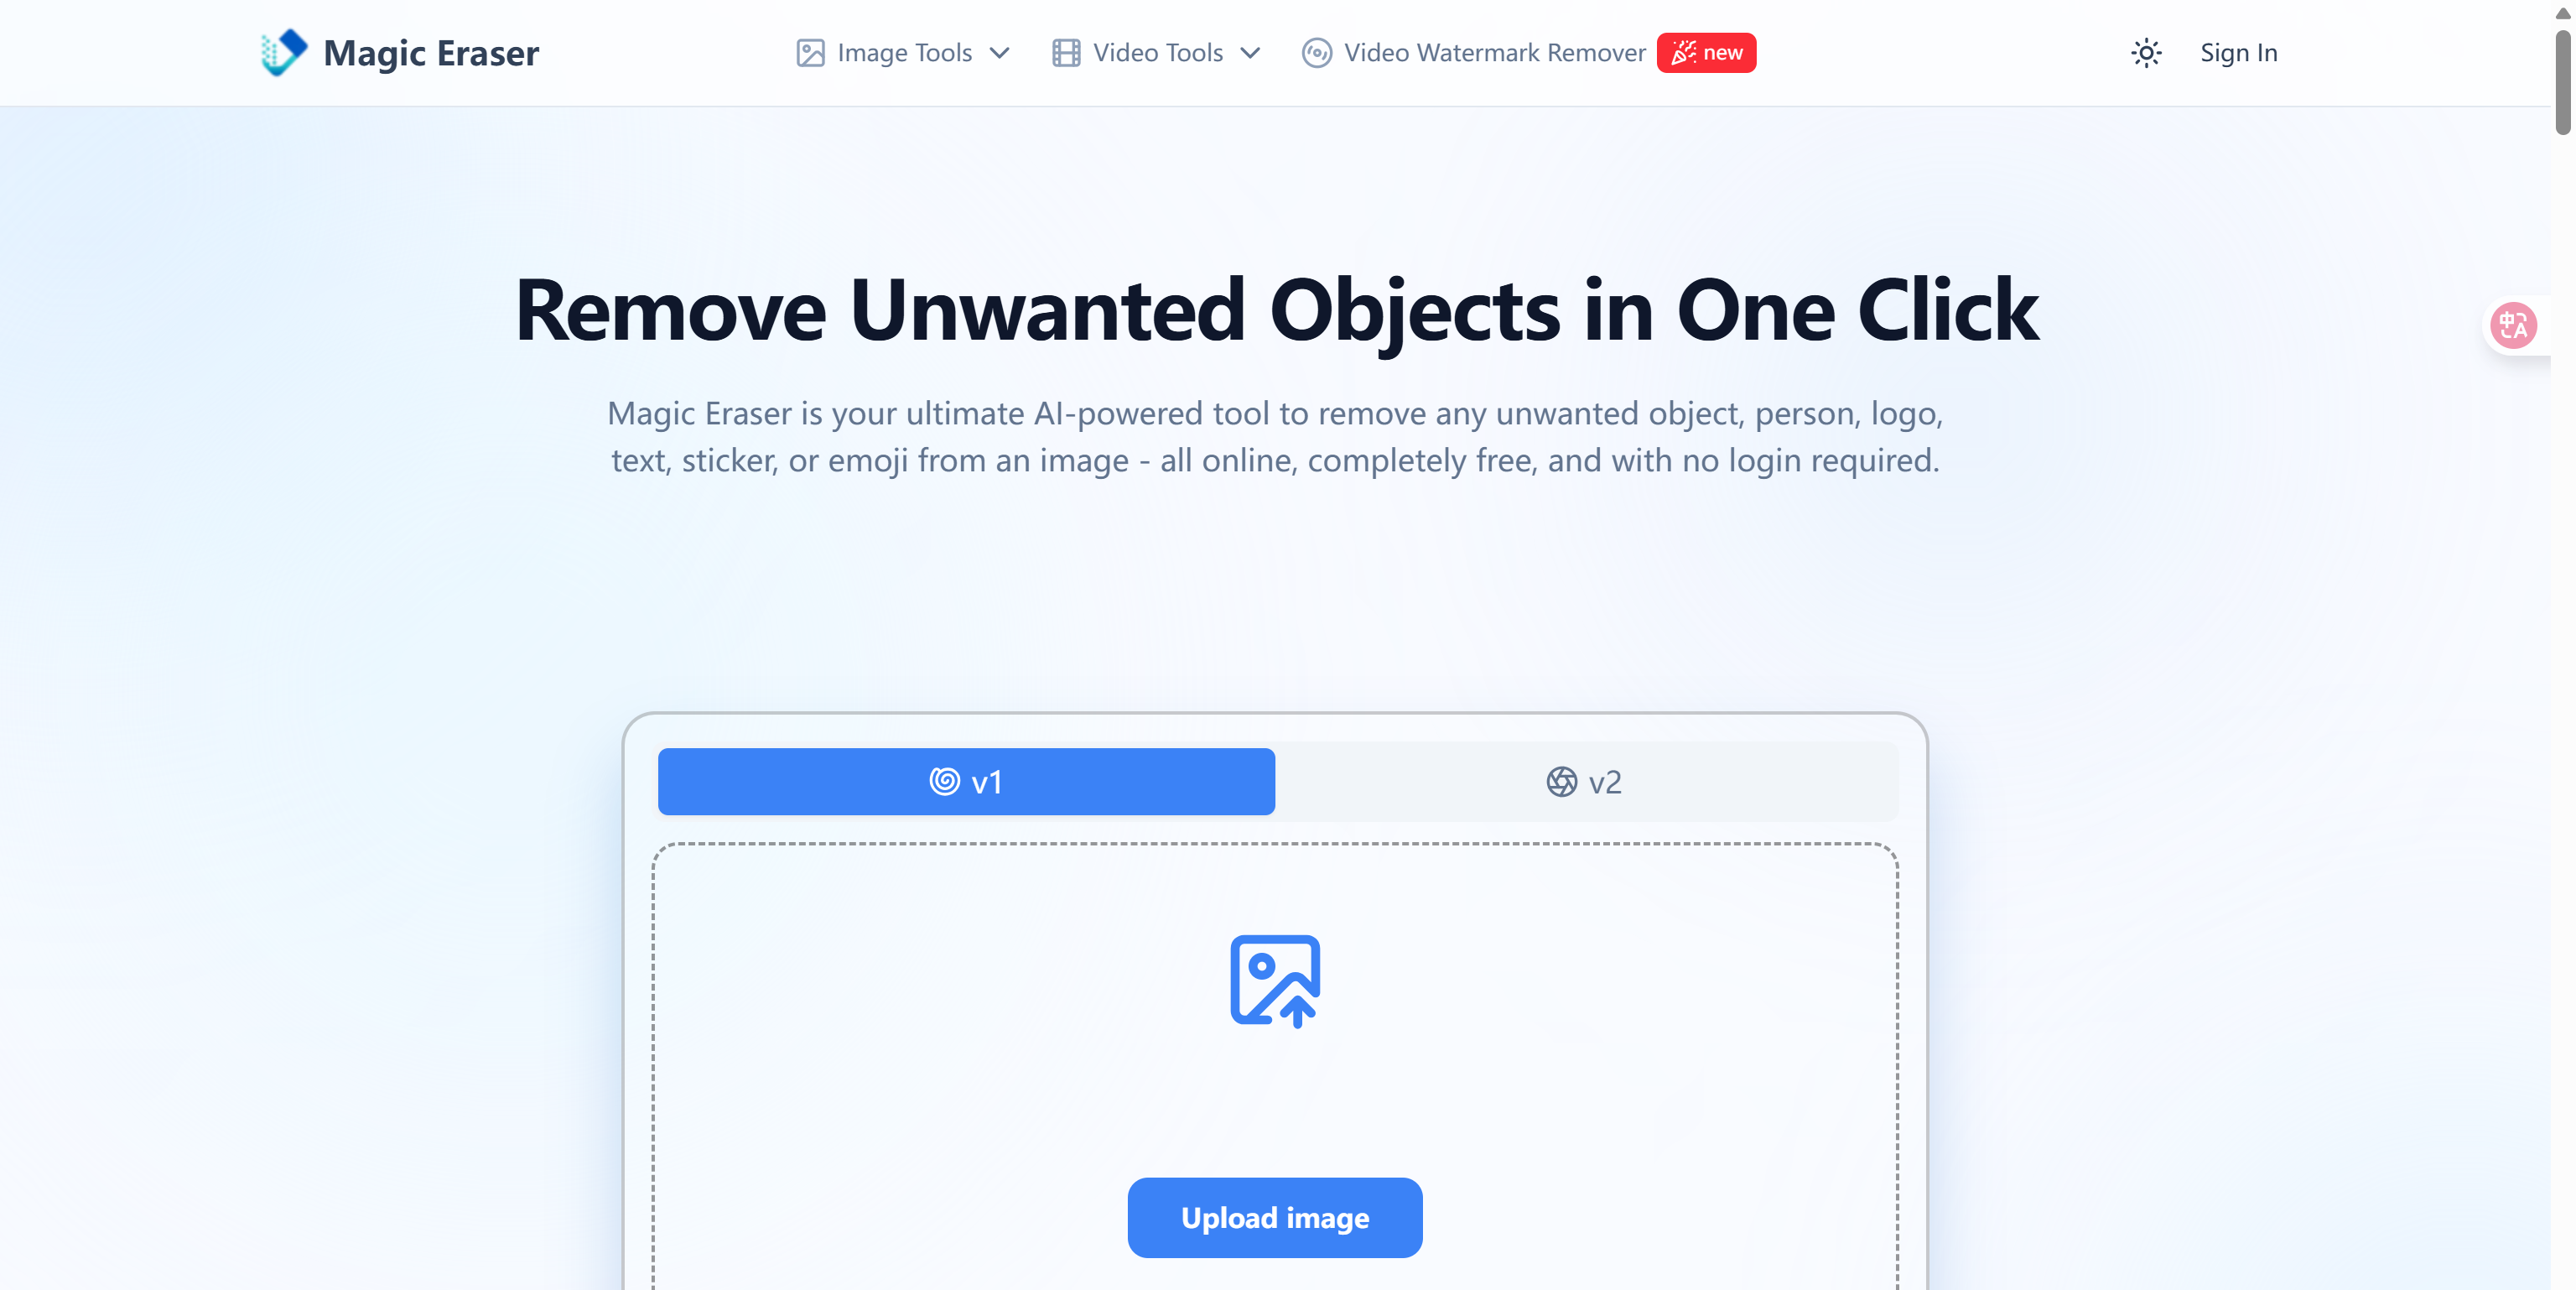 Magic Eraser
Image Tools
Video Tools
Video Watermark Remover
new
Sign In
Remove Unwanted Objects in One Click
Magic Eraser is your ultimate AI-powered tool to remove any unwanted object, person, logo,
text, sticker, or emoji from an image - all online, completely free, and with no login required.
中A
v1
v2
Upload image